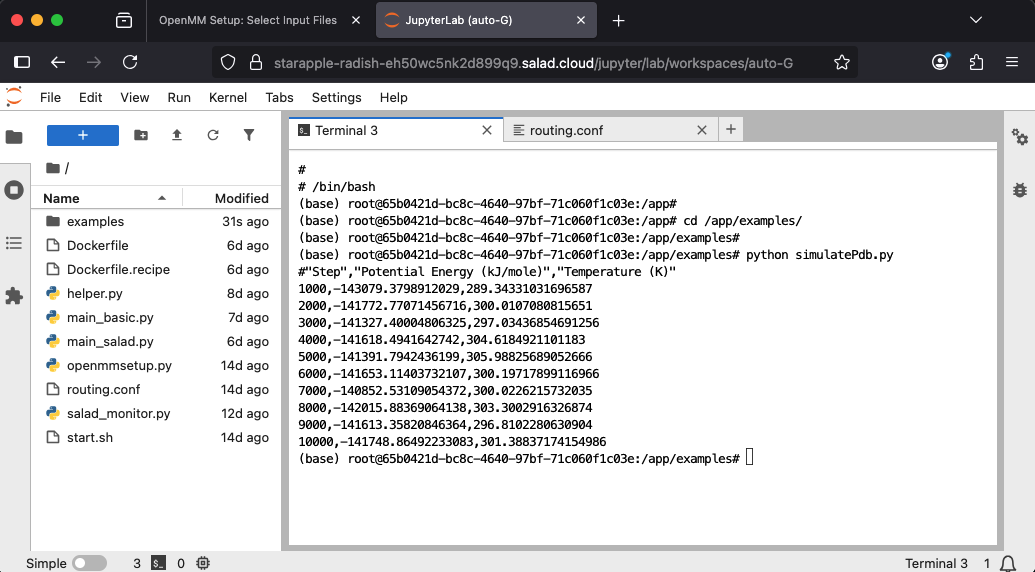 OpenMM Setup: Select Input Files
JupyterLab (auto-G)
starapple-radish-eh50wc5nk2d899q9.salad.cloud/jupyter/lab/workspaces/auto-G
File Edit View Run Kernel Tabs Settings Help
+
/
Name Modified
examples 31s ago
Dockerfile 6d ago
Dockerfile.recipe 6d ago
helper.py 8d ago
main_basic.py 7d ago
main_salad.py 6d ago
openmmsetup.py 14d ago
routing.conf 14d ago
salad_monitor.py 12d ago
start.sh 14d ago
Terminal 3
routing.conf
#
# /bin/bash
(base) root@65b0421d-bc8c-4640-97bf-71c060f1c03e:/app#
(base) root@65b0421d-bc8c-4640-97bf-71c060f1c03e:/app# cd /app/examples/
(base) root@65b0421d-bc8c-4640-97bf-71c060f1c03e:/app/examples#
(base) root@65b0421d-bc8c-4640-97bf-71c060f1c03e:/app/examples# python simulatePdb.py
#"Step","Potential Energy (kJ/mole)","Temperature (K)"
1000,-143079.3798912029,289.34331031696587
2000,-141772.77071456716,300.0107080815651
3000,-141327.40004806325,297.03436854691256
4000,-141618.4941642742,304.6184921101183
5000,-141391.7942436199,305.98825689052666
6000,-141653.11403732107,300.19717899116966
7000,-140852.53109054372,300.0226215732035
8000,-142015.88369064138,303.3002916326874
9000,-141613.35820846364,296.8102280630904
10000,-141748.86492233083,301.38837174154986
(base) root@65b0421d-bc8c-4640-97bf-71c060f1c03e:/app/examples#
Simple 3 $_ 0
Terminal 3 1